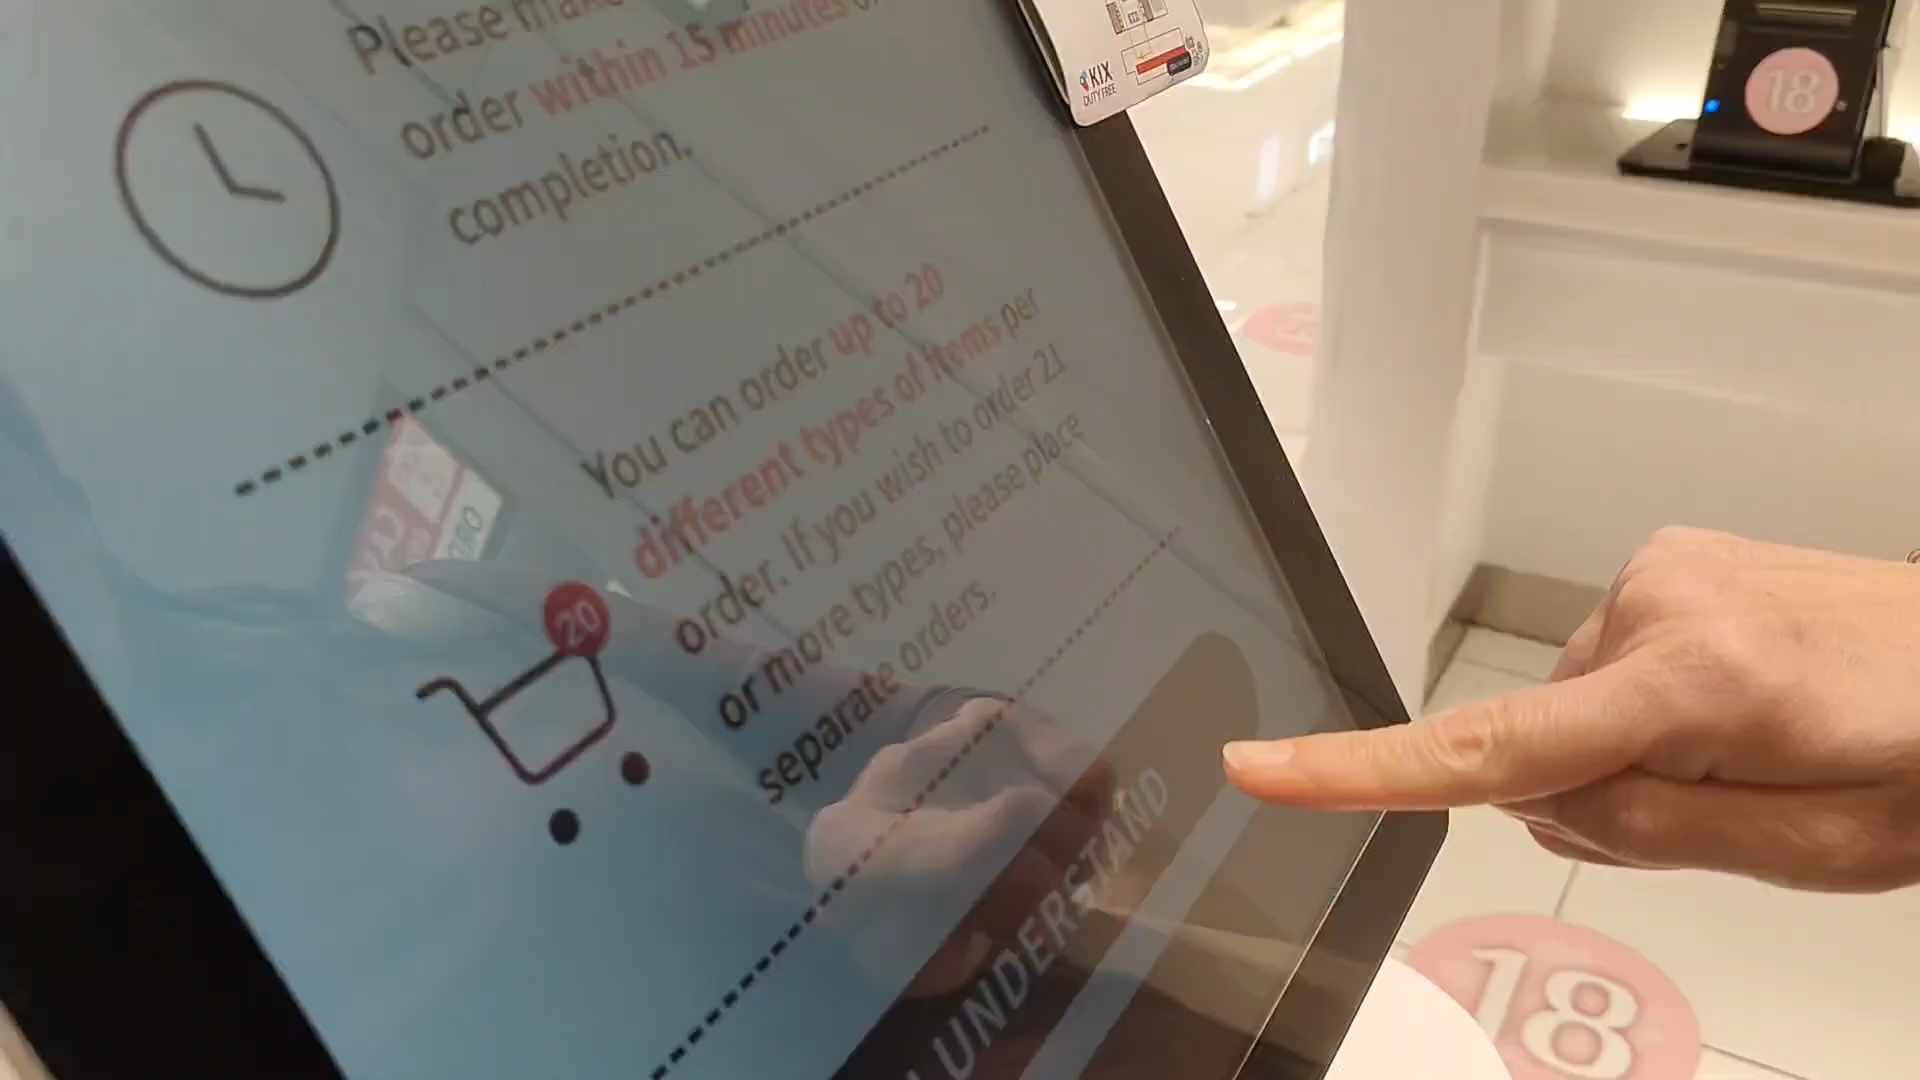 Please make
order within 15 minutes
completion.
You can order up to 20
different types of items per
order. If you wish to order 21
or more types, please place
separate orders.
20
UNDERSTAND
KIX
DUTY FREE
18
18